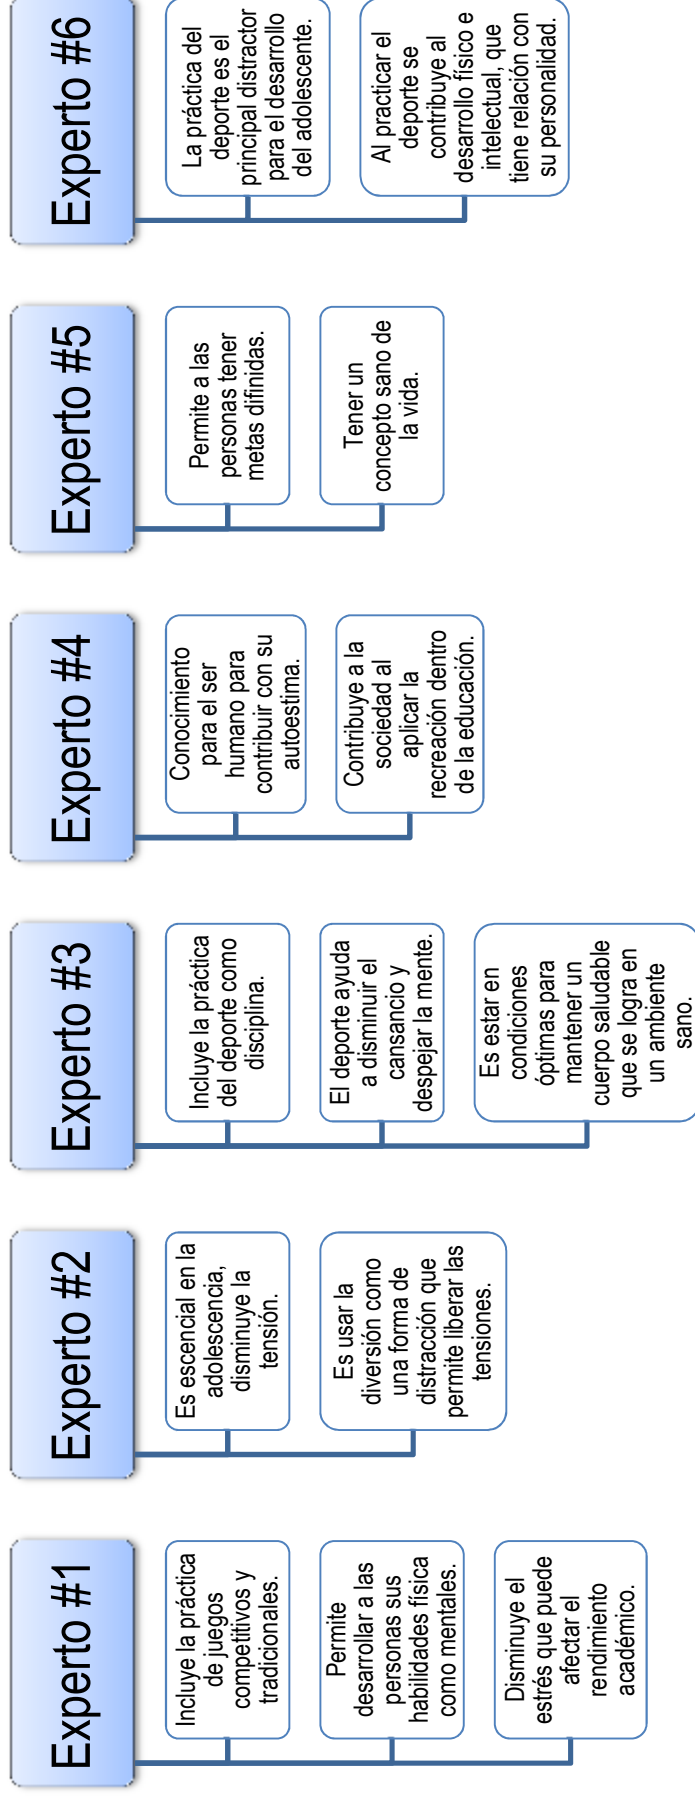 Experto #1
Incluye la práctica
de juegos
competitivos y
tradicionales.
Permite
desarrollar a las
personas sus
habilidades física
como mentales.
Disminuye el
estrés que puede
afectar el
rendimiento
académico.
Experto #2
Es escencial en la
adolescencia,
disminuye la
tensión.
Es usar la
diversión como
una forma de
distracción que
permite liberar las
tensiones.
Experto #3
Incluye la práctica
del deporte como
disciplina.
El deporte ayuda
a disminuir el
cansancio y
despejar la mente.
Es estar en
condiciones
óptimas para
mantener un
cuerpo saludable
que se logra en
un ambiente
sano.
Experto #4
Conocimiento
para el ser
humano para
contribuir con su
autoestima.
Contribuye a la
sociedad al
aplicar la
recreación dentro
de la educación.
Experto #5
Permite a las
personas tener
metas difinidas.
Tener un
concepto sano de
la vida.
Experto #6
La práctica del
deporte es el
principal distractor
para el desarrollo
del adolescente.
Al practicar el
deporte se
contribuye al
desarrollo físico e
intelectual, que
tiene relación con
su personalidad.